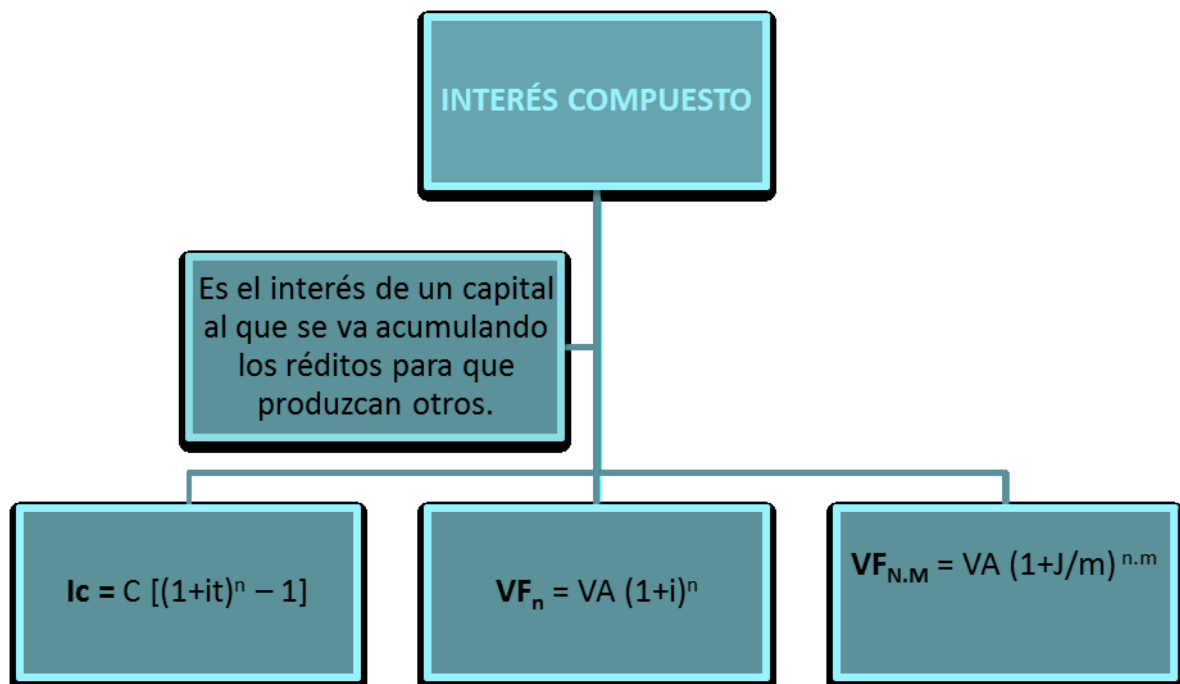 INTERÉS COMPUESTO
Es el interés de un capital
al que se va acumulando
los réditos para que
produzcan otros.
Ic = C [(1+it)ⁿ – 1]
VFₙ = VA (1+i)ⁿ
VF_N.M = VA (1+J/m) ⁿ·ᵐ